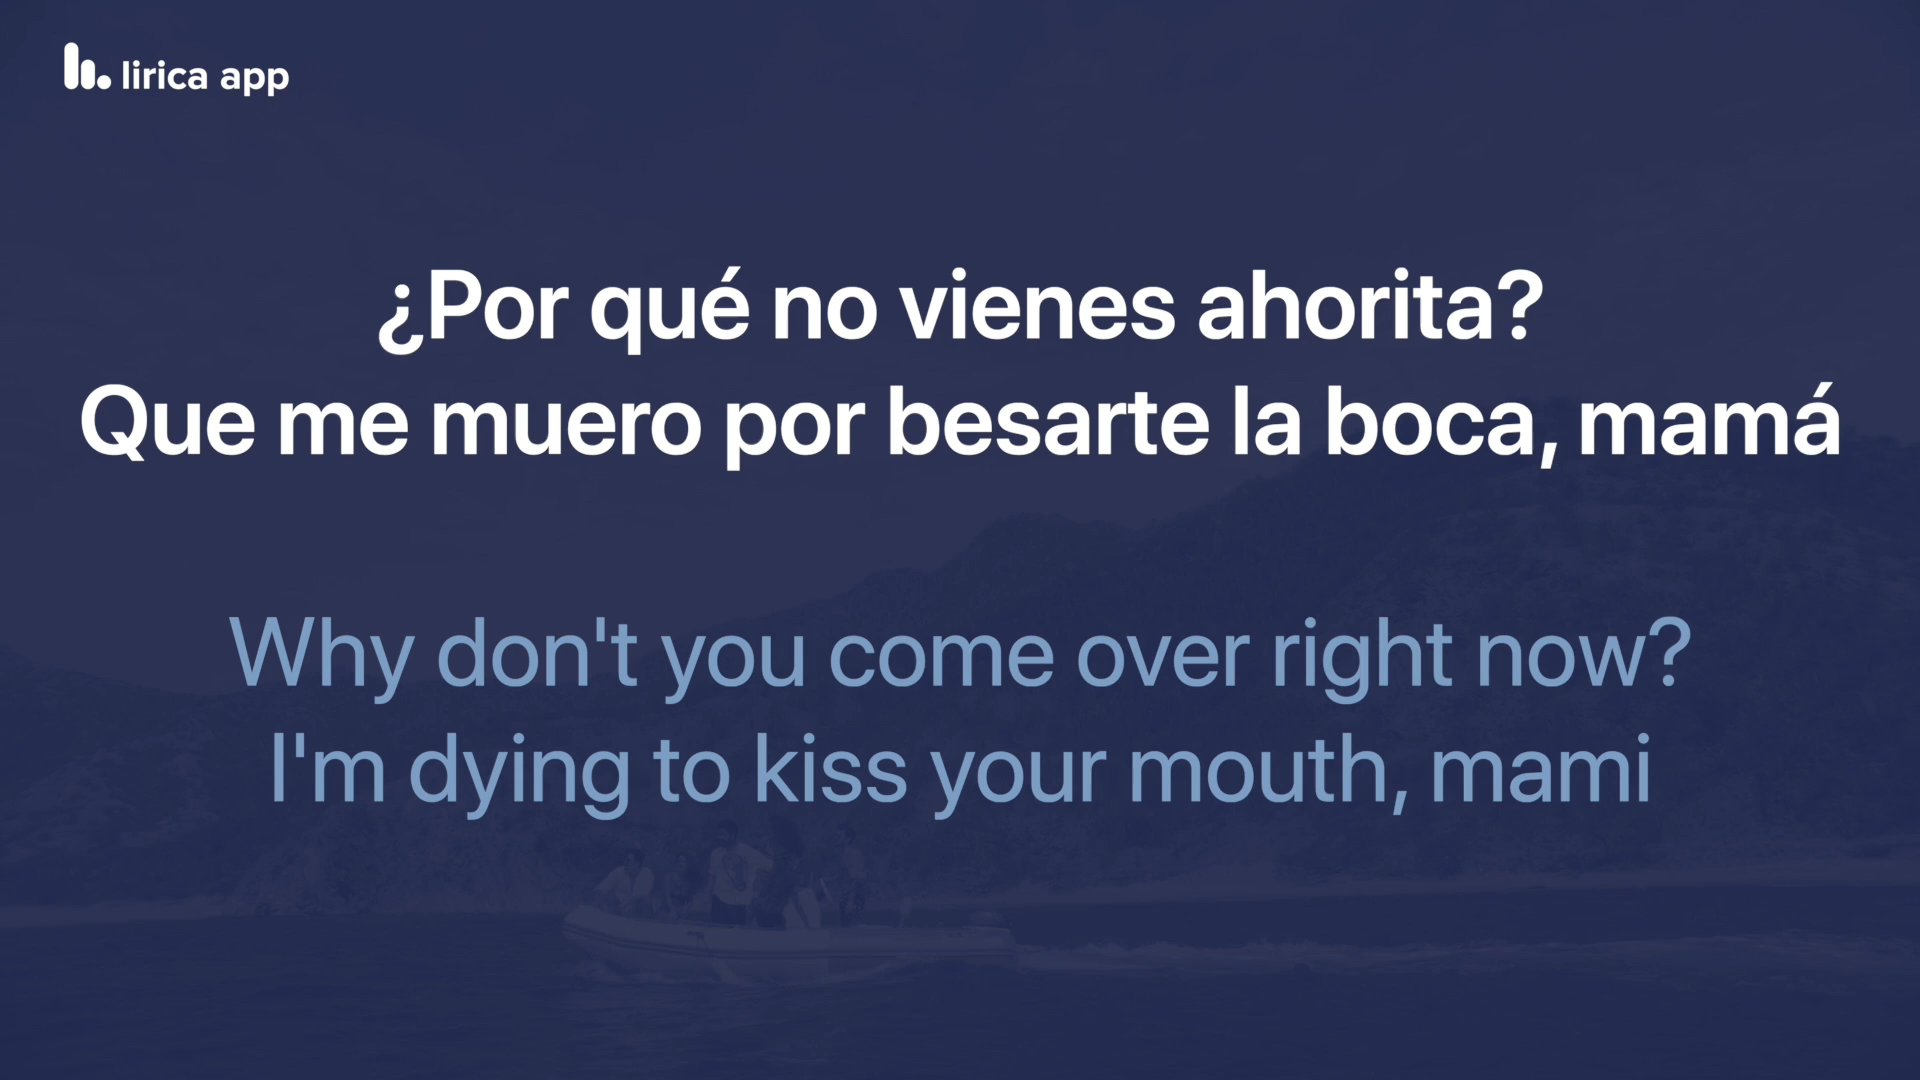 lirica app
¿Por qué no vienes ahorita?
Que me muero por besarte la boca, mamá
Why don't you come over right now?
I'm dying to kiss your mouth, mami